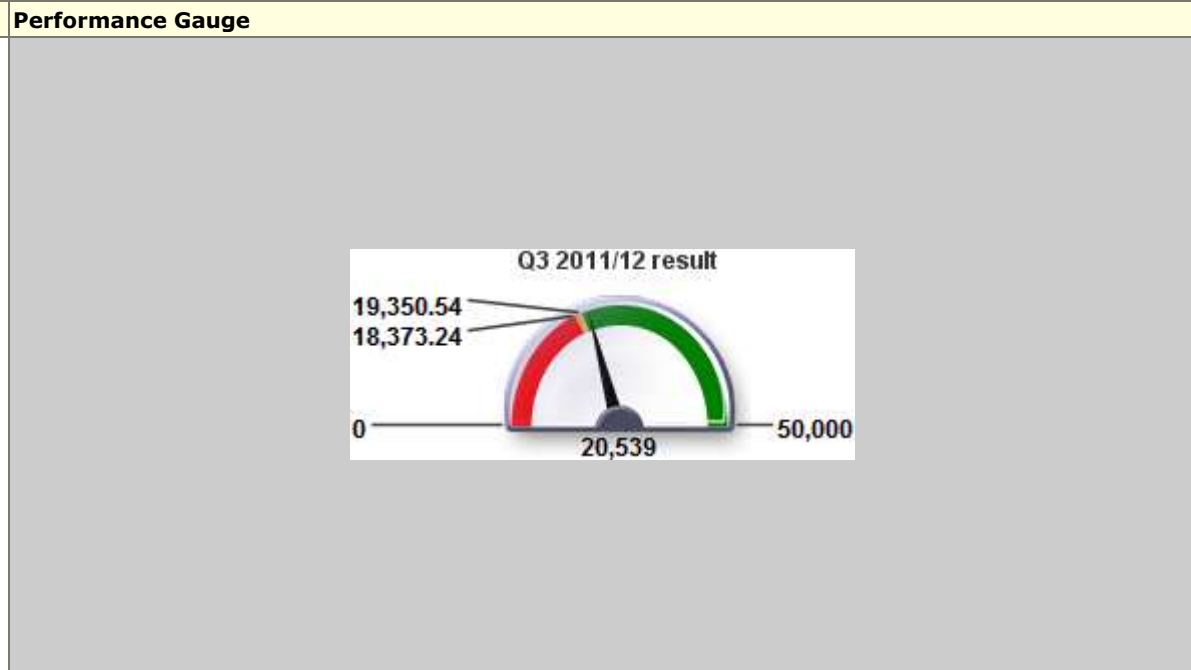 Performance Gauge
Q3 2011/12 result
19,350.54
18,373.24
0
50,000
20,539